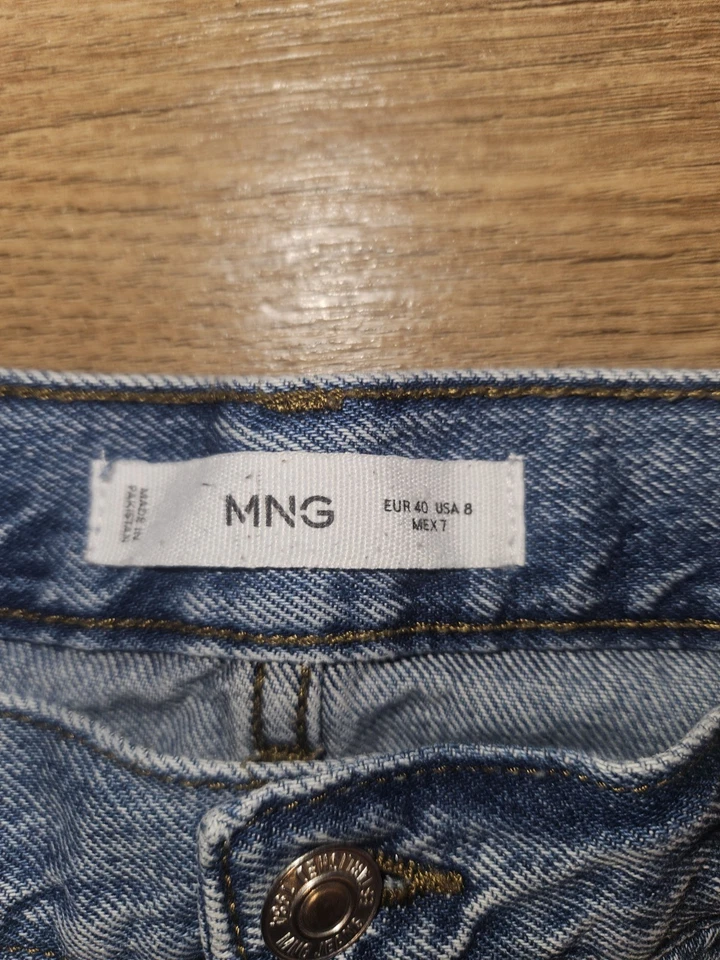 MADE IN
PAKISTAN
MNG
EUR 40 USA 8
MEX 7